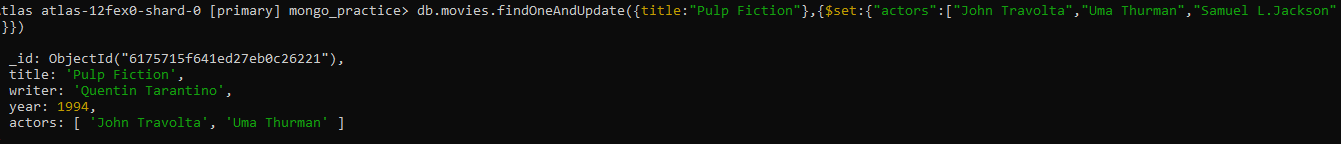 tlas atlas-12fex0-shard-0 [primary] mongo_practice> db.movies.findOneAndUpdate({title:"Pulp Fiction"},{$set:{"actors":["John Travolta","Uma Thurman","Samuel L.Jackson"
}})
_id: ObjectId("6175715f641ed27eb0c26221"),
title: 'Pulp Fiction',
writer: 'Quentin Tarantino',
year: 1994,
actors: [ 'John Travolta', 'Uma Thurman' ]